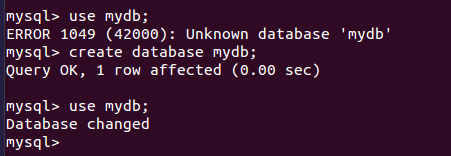 mysql> use mydb;
ERROR 1049 (42000): Unknown database 'mydb'
mysql> create database mydb;
Query OK, 1 row affected (0.00 sec)

mysql> use mydb;
Database changed
mysql>